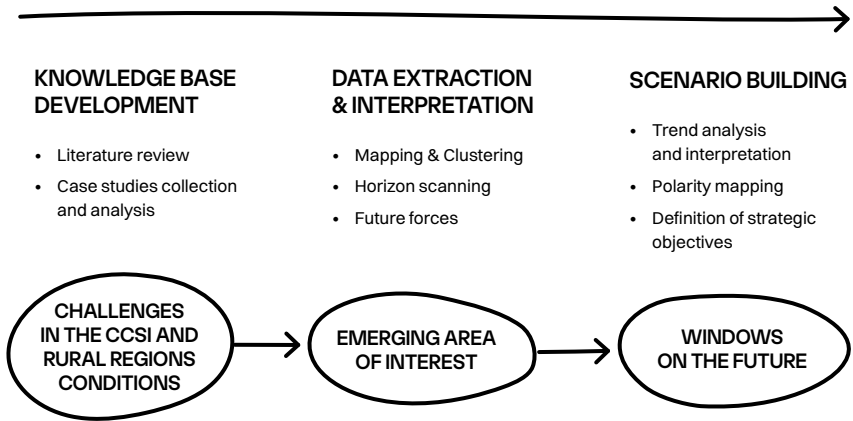 KNOWLEDGE BASE
DEVELOPMENT
• Literature review
• Case studies collection
and analysis
DATA EXTRACTION
& INTERPRETATION
• Mapping & Clustering
• Horizon scanning
• Future forces
SCENARIO BUILDING
• Trend analysis
and interpretation
• Polarity mapping
• Definition of strategic
objectives
CHALLENGES
IN THE CCSI AND
RURAL REGIONS
CONDITIONS
EMERGING AREA
OF INTEREST
WINDOWS
ON THE FUTURE